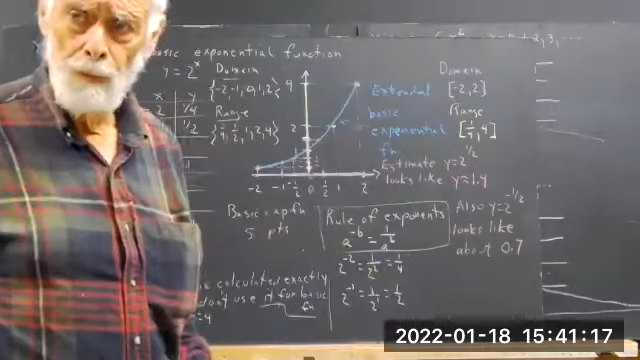 basic exponential function
y = 2^x
x y
-2 1/4
1/2
Domain
{-2,-1,0,1,2}
Range
{1/4, 1/2, 1, 2, 4}
4
2
-2 -1 -1/2 0 1/2 1 2
Extended
basic
exponential
fn
Domain
[-2,2]
Range
[1/4,4]
Estimate y=2^1/2
looks like y≈1.4
Also y=2^-1/2
looks like
about 0.7
Basic exp fn
5 pts
Rule of exponents
a^-b = 1/a^b
2^-2 = 1/2^2 = 1/4
2^-1 = 1/2^1 = 1/2
calculated exactly
don't use it for basic
fn
2022-01-18 15:41:17